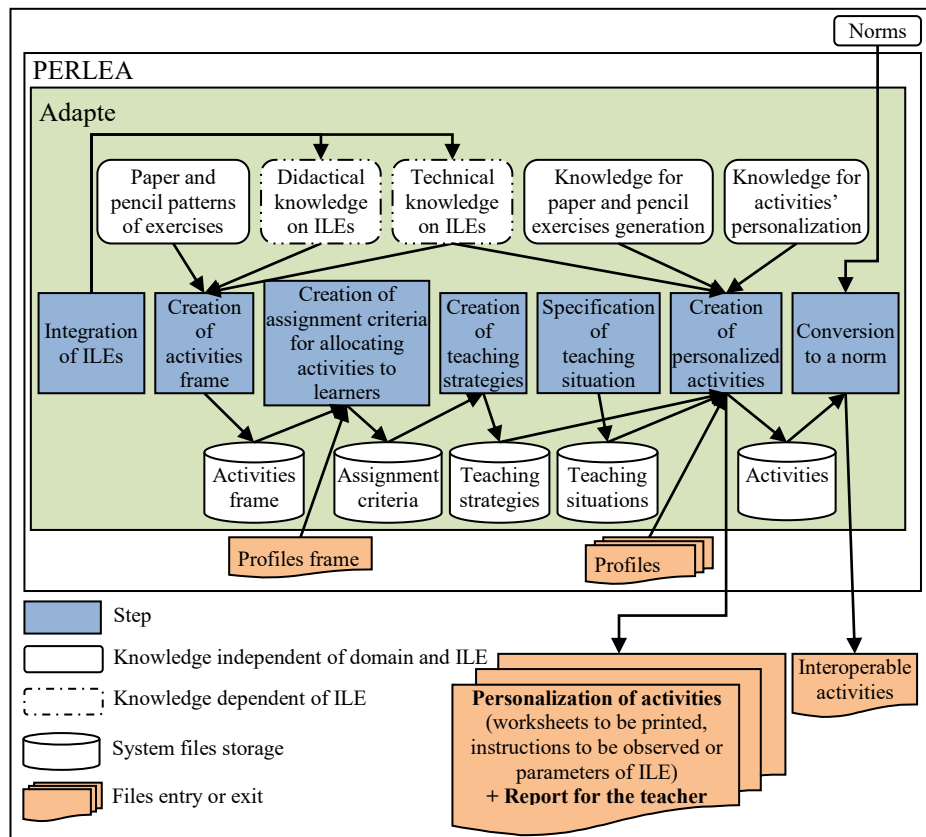 Norms
PERLEA
Adapte
Paper and
pencil patterns
of exercises
Didactical
knowledge
on ILEs
Technical
knowledge
on ILEs
Knowledge for
paper and pencil
exercises generation
Knowledge for
activities'
personalization
Integration
of ILEs
Creation
of
activities
frame
Creation of
assignment criteria
for allocating
activities to
learners
Creation
of
teaching
strategies
Specification
of
teaching
situation
Creation
of
personalized
activities
Conversion
to a norm
Activities
frame
Assignment
criteria
Teaching
strategies
Teaching
situations
Activities
Profiles frame
Profiles
Step
Knowledge independent of domain and ILE
Knowledge dependent of ILE
System files storage
Files entry or exit
Personalization of activities
(worksheets to be printed,
instructions to be observed or
parameters of ILE)
+ Report for the teacher
Interoperable
activities